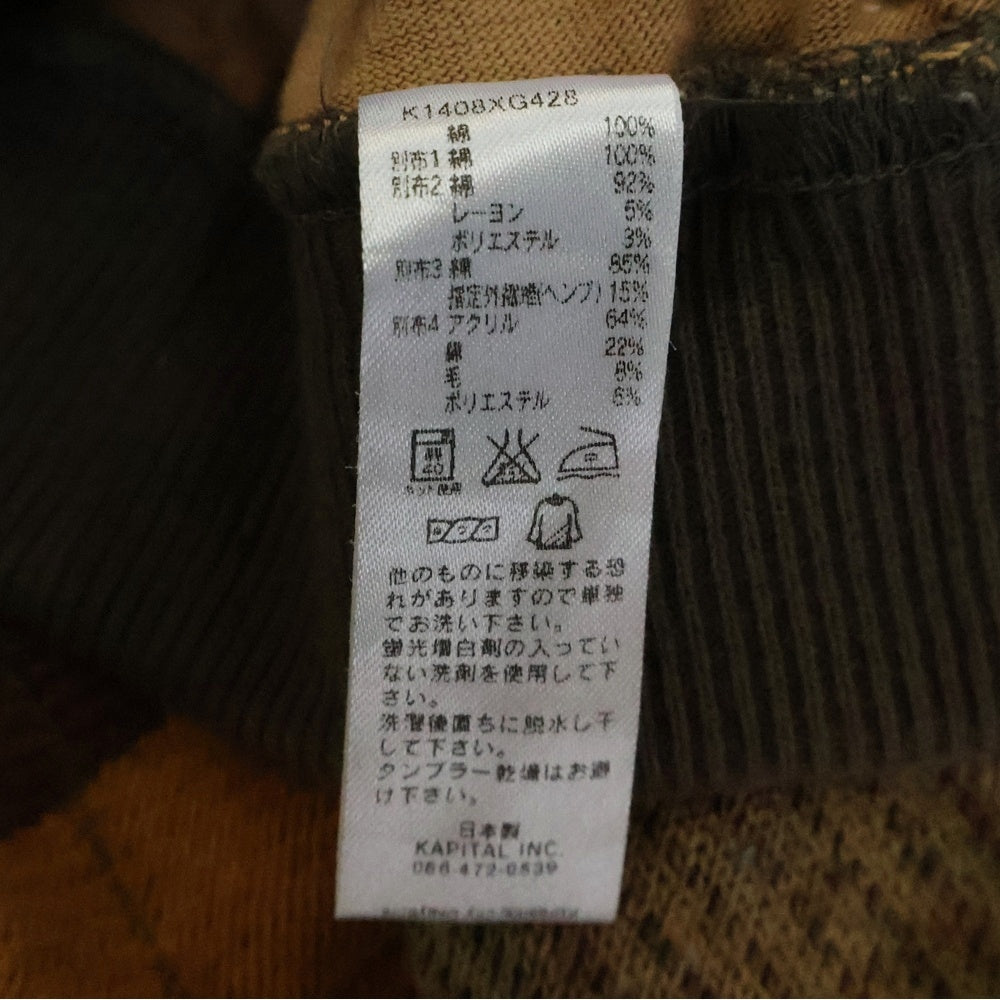 K1408XG428
綿 100%
別布1 綿 100%
別布2 綿 92%
レーヨン 5%
ポリエステル 3%
別布3 綿 85%
指定外繊維(ヘンプ) 15%
別布4 アクリル 64%
綿 22%
毛 8%
ポリエステル 6%
40
ネット使用
中
他のものに移染する恐
れがありますので単独
でお洗い下さい。
蛍光増白剤の入ってい
ない洗剤を使用して下
さい。
洗濯後直ちに脱水し干
して下さい。
タンブラー乾燥はお避
け下さい。
日本製
KAPITAL INC.
086-472-0839